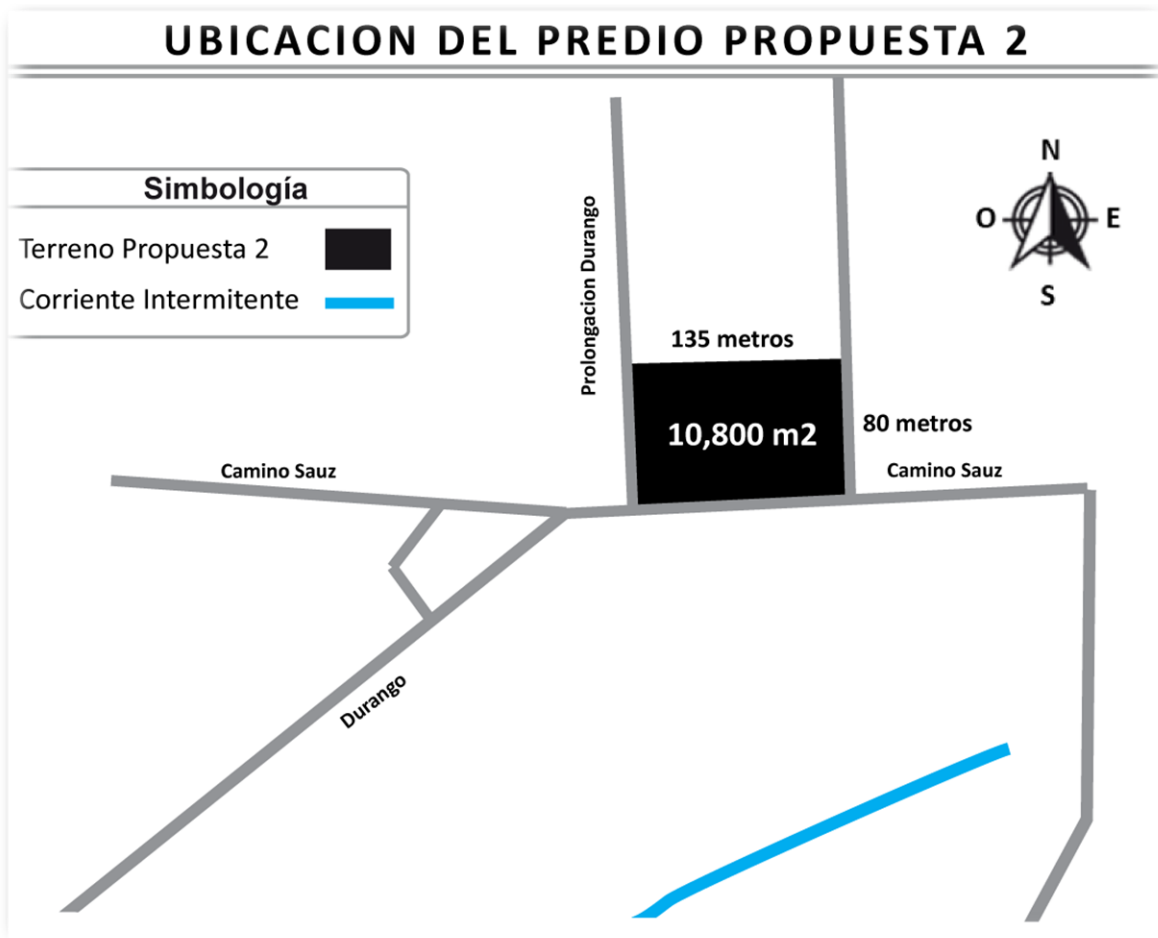 UBICACION DEL PREDIO PROPUESTA 2
Simbología
Terreno Propuesta 2
Corriente Intermitente
Prolongacion Durango
135 metros
10,800 m2
80 metros
Camino Sauz
Camino Sauz
Durango
N
O
E
S